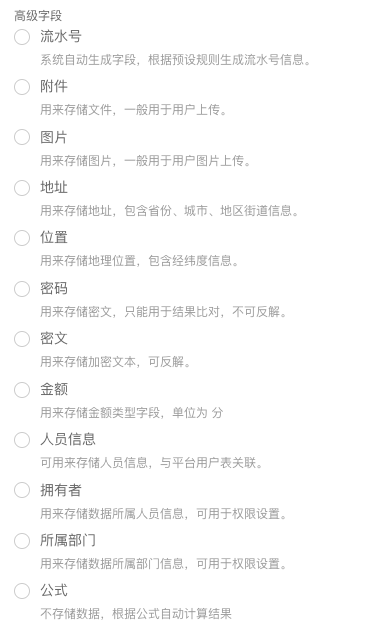 高级字段
流水号
系统自动生成字段，根据预设规则生成流水号信息。
附件
用来存储文件，一般用于用户上传。
图片
用来存储图片，一般用于用户图片上传。
地址
用来存储地址，包含省份、城市、地区街道信息。
位置
用来存储地理位置，包含经纬度信息。
密码
用来存储密文，只能用于结果比对，不可反解。
密文
用来存储加密文本，可反解。
金额
用来存储金额类型字段，单位为 分
人员信息
可用来存储人员信息，与平台用户表关联。
拥有者
用来存储数据所属人员信息，可用于权限设置。
所属部门
用来存储数据所属部门信息，可用于权限设置。
公式
不存储数据，根据公式自动计算结果